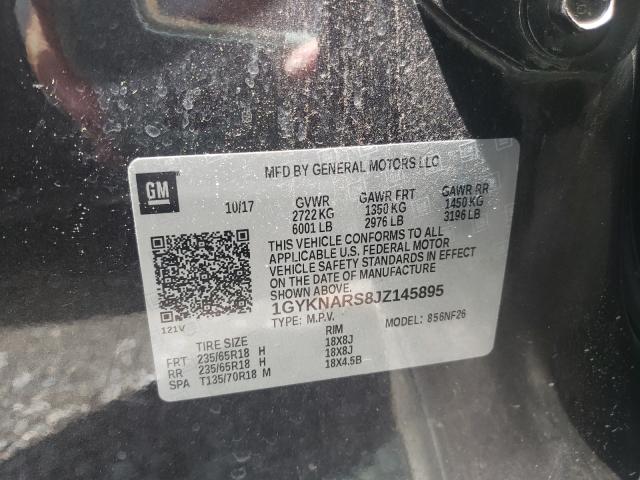 MFD BY GENERAL MOTORS LLC
GM
10/17 GVWR GAWR FRT GAWR RR
2722 KG 1350 KG 1450 KG
6001 LB 2976 LB 3196 LB
THIS VEHICLE CONFORMS TO ALL
APPLICABLE U.S. FEDERAL MOTOR
VEHICLE SAFETY STANDARDS IN EFFECT
ON THE DATE OF MANUFACTURE
SHOWN ABOVE.
1GYKNARS8JZ145895
TYPE: M.P.V. MODEL: 856NF26
121V
TIRE SIZE RIM
FRT 235/65R18 H 18X8J
RR 235/65R18 H 18X8J
SPA T135/70R18 M 18X4.5B